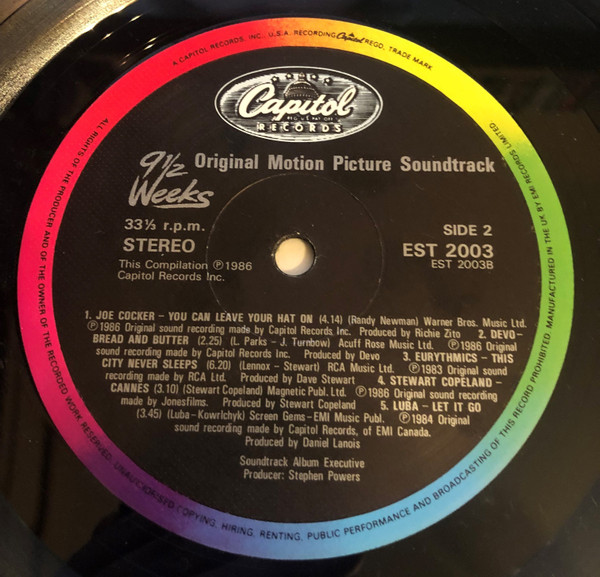 A CAPITOL RECORDS, INC., U.S.A. RECORDING Capitol REGD. TRADE MARK
ALL RIGHTS OF THE PRODUCER AND OF THE OWNER OF THE RECORDED WORK RESERVED. UNAUTHORISED COPYING, HIRING, RENTING, PUBLIC PERFORMANCE AND BROADCASTING OF THIS RECORD PROHIBITED. MANUFACTURED IN THE UK BY EMI RECORDS LIMITED.
Capitol
RECORDS
9½
Weeks
Original Motion Picture Soundtrack
33⅓ r.p.m.
STEREO
SIDE 2
EST 2003
EST 2003B
This Compilation ℗1986
Capitol Records Inc.
1. JOE COCKER – YOU CAN LEAVE YOUR HAT ON (4.14) (Randy Newman) Warner Bros. Music Ltd.
℗1986 Original sound recording made by Capitol Records, Inc. Produced by Richie Zito 2. DEVO–
BREAD AND BUTTER (2.25) (L. Parks – J. Turnbow) Acuff Rose Music Ltd. ℗1986 Original
sound recording made by Capitol Records Inc. Produced by Devo 3. EURYTHMICS – THIS
CITY NEVER SLEEPS (6.20) (Lennox – Stewart) RCA Music Ltd. ℗1983 Original sound
recording made by RCA Ltd. Produced by Dave Stewart 4. STEWART COPELAND–
CANNES (3.10) (Stewart Copeland) Magnetic Publ. Ltd. ℗1986 Original sound recording
made by Jonesfilms. Produced by Stewart Copeland 5. LUBA – LET IT GO
(3.45) (Luba–Kowrlchyk) Screen Gems–EMI Music Publ. ℗1984 Original
sound recording made by Capitol Records, of EMI Canada.
Produced by Daniel Lanois
Soundtrack Album Executive
Producer: Stephen Powers